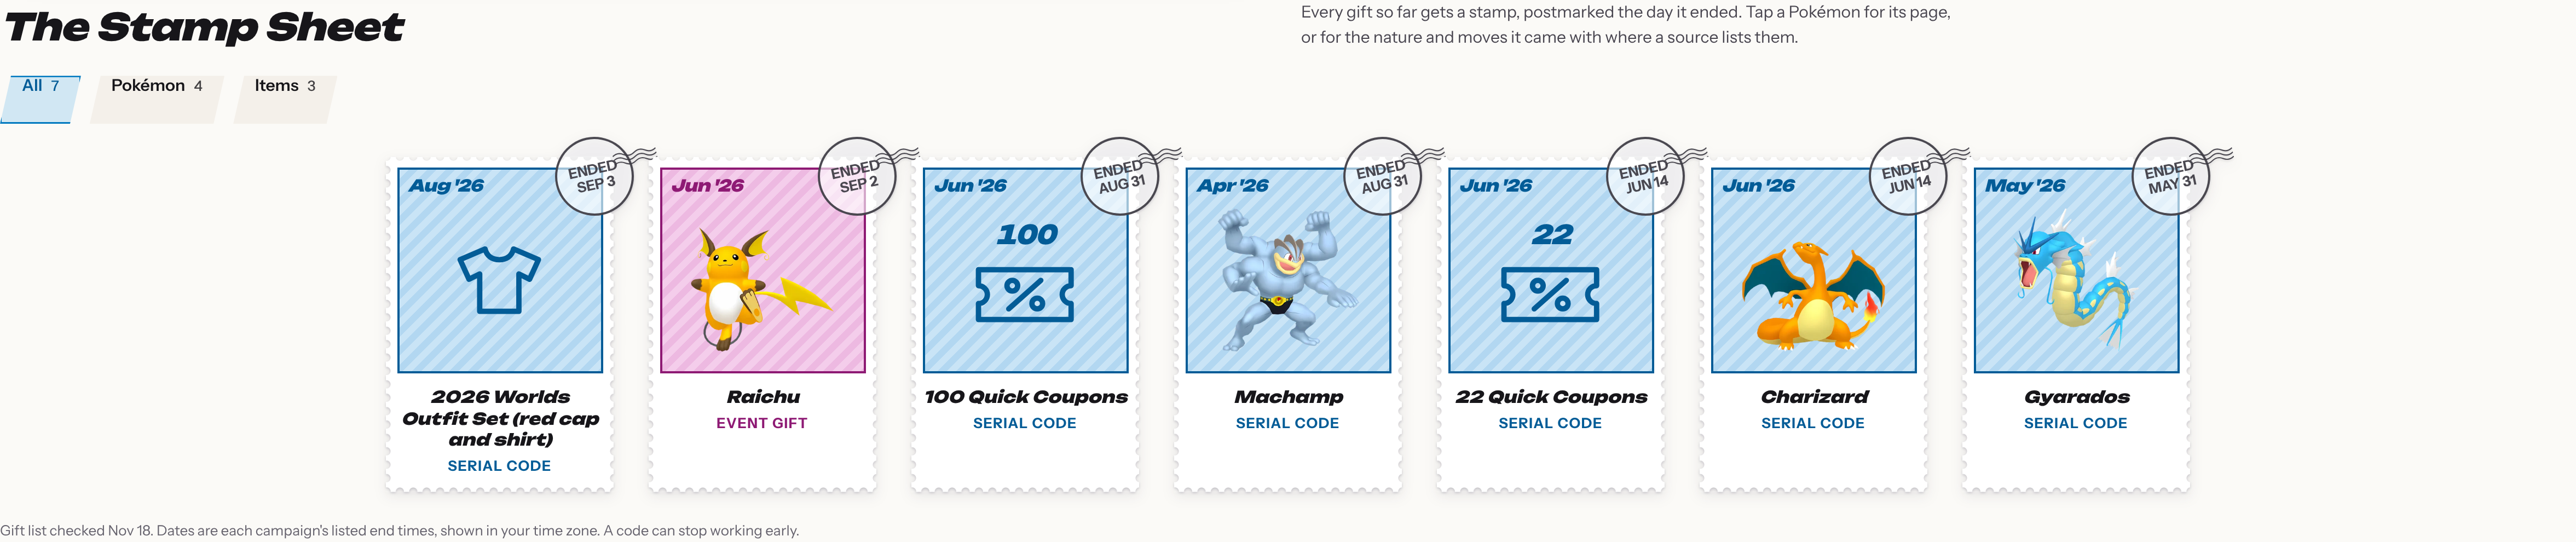 The Stamp Sheet
Every gift so far gets a stamp, postmarked the day it ended. Tap a Pokémon for its page,
or for the nature and moves it came with where a source lists them.
All 7
Pokémon 4
Items 3
Aug '26
ENDED
SEP 3
2026 Worlds
Outfit Set (red cap
and shirt)
SERIAL CODE
Jun '26
ENDED
SEP 2
Raichu
EVENT GIFT
Jun '26
ENDED
AUG 31
100
%
100 Quick Coupons
SERIAL CODE
Apr '26
ENDED
AUG 31
Machamp
SERIAL CODE
Jun '26
ENDED
JUN 14
22
%
22 Quick Coupons
SERIAL CODE
Jun '26
ENDED
JUN 14
Charizard
SERIAL CODE
May '26
ENDED
MAY 31
Gyarados
SERIAL CODE
Gift list checked Nov 18. Dates are each campaign's listed end times, shown in your time zone. A code can stop working early.